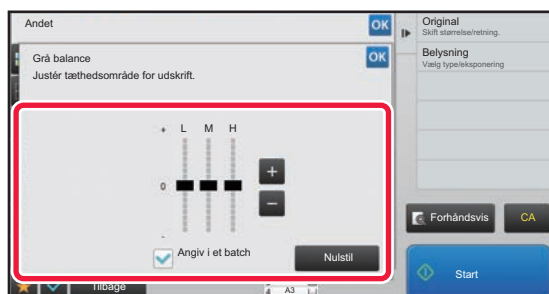 Andet
OK
Grå balance
OK
Justér tæthedsområde for udskrift.
L M H
+
0
-
+
−
Angiv i et batch
Nulstil
Tilbage
A3
Original
Skift størrelse/retning.
Belysning
Vælg type/eksponering
Forhåndsvis
CA
Start